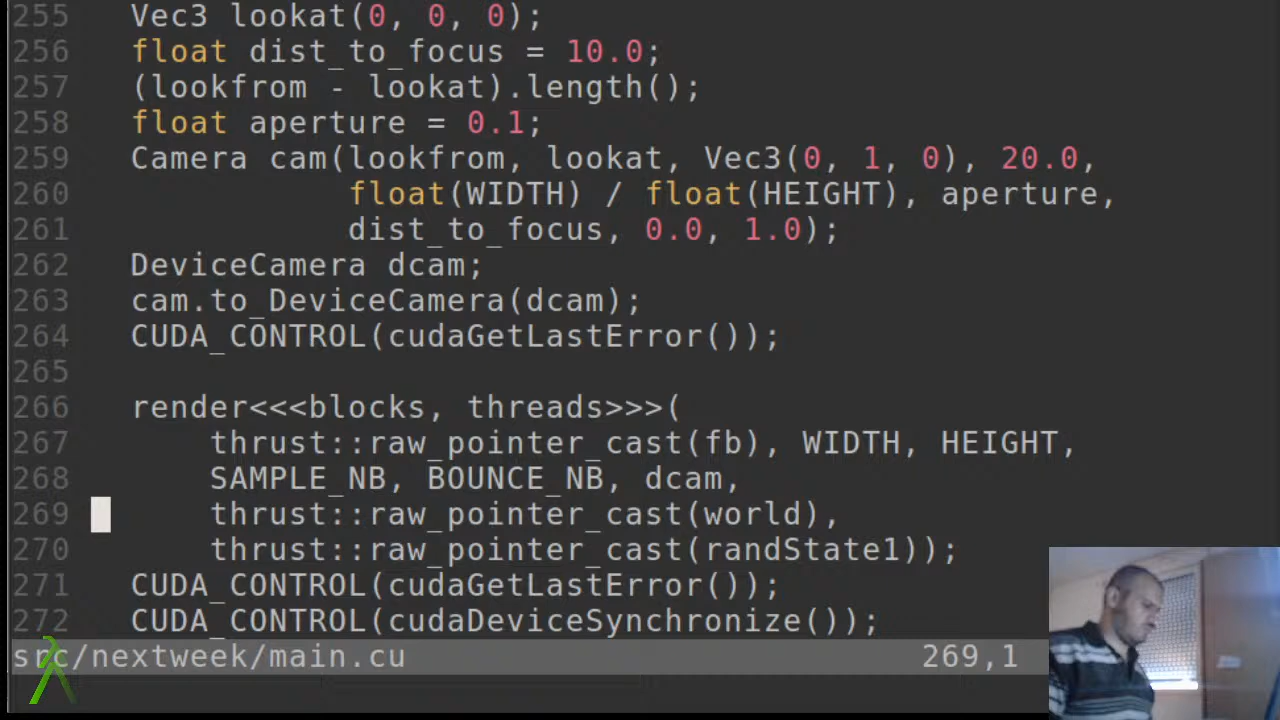 255   Vec3 lookat(0, 0, 0);
256   float dist_to_focus = 10.0;
257   (lookfrom - lookat).length();
258   float aperture = 0.1;
259   Camera cam(lookfrom, lookat, Vec3(0, 1, 0), 20.0,
260              float(WIDTH) / float(HEIGHT), aperture,
261              dist_to_focus, 0.0, 1.0);
262   DeviceCamera dcam;
263   cam.to_DeviceCamera(dcam);
264   CUDA_CONTROL(cudaGetLastError());
265
266   render<<<blocks, threads>>>(
267       thrust::raw_pointer_cast(fb), WIDTH, HEIGHT,
268       SAMPLE_NB, BOUNCE_NB, dcam,
269       thrust::raw_pointer_cast(world),
270       thrust::raw_pointer_cast(randState1));
271   CUDA_CONTROL(cudaGetLastError());
272   CUDA_CONTROL(cudaDeviceSynchronize());
src/nextweek/main.cu 269,1